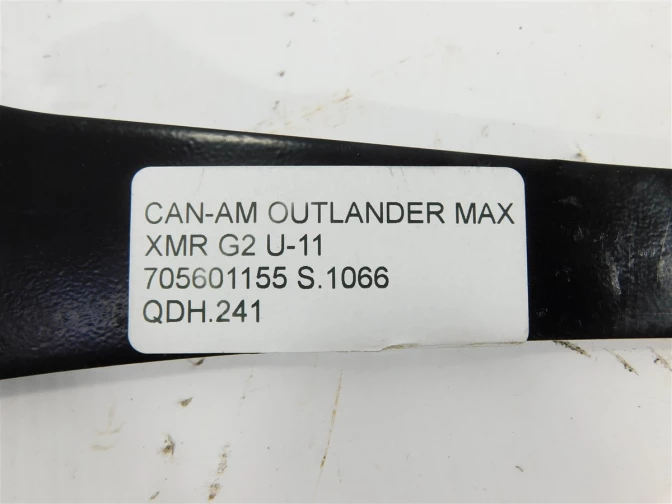 CAN-AM OUTLANDER MAX
XMR G2 U-11
705601155 S.1066
QDH.241